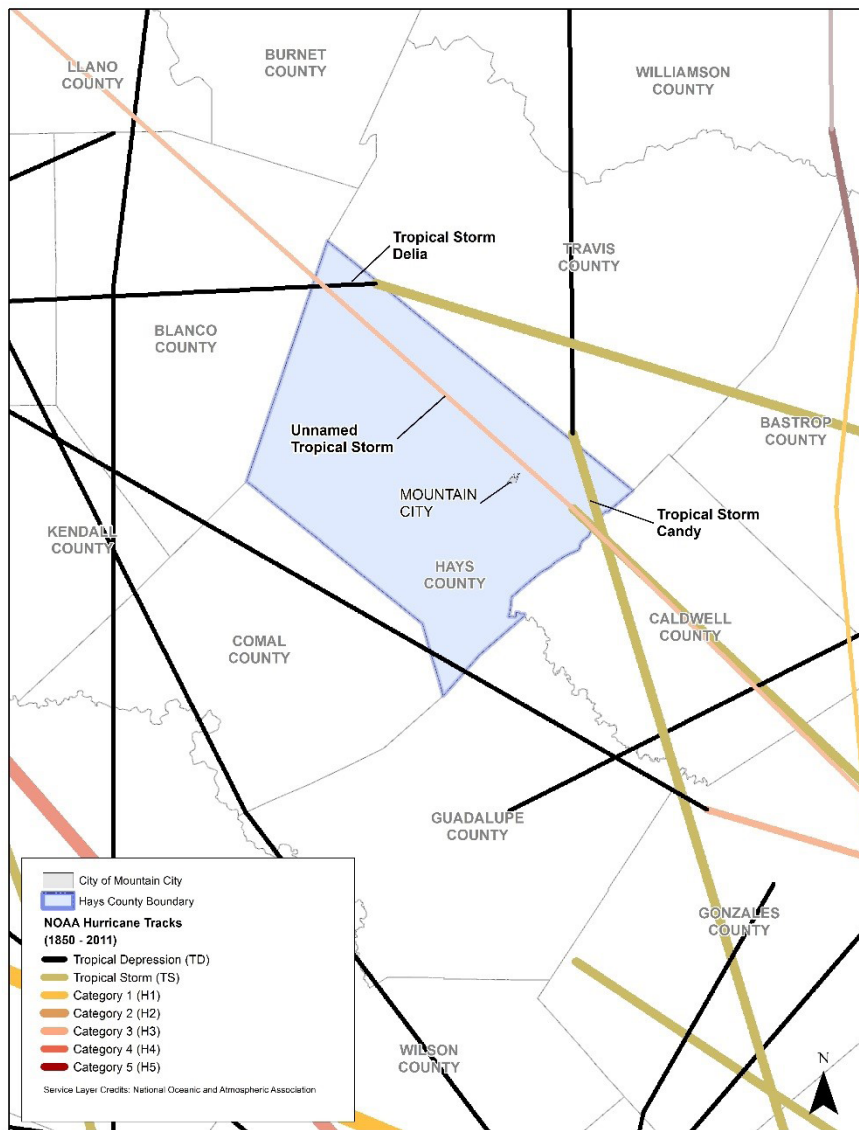 LLANO
COUNTY
BURNET
COUNTY
WILLIAMSON
COUNTY
Tropical Storm
Delia
TRAVIS
COUNTY
BLANCO
COUNTY
Unnamed
Tropical Storm
BASTROP
COUNTY
MOUNTAIN
CITY
Tropical Storm
Candy
KENDALL
COUNTY
HAYS
COUNTY
COMAL
COUNTY
CALDWELL
COUNTY
GUADALUPE
COUNTY
GONZALES
COUNTY
WILSON
COUNTY
City of Mountain City
Hays County Boundary
NOAA Hurricane Tracks
(1850 - 2011)
Tropical Depression (TD)
Tropical Storm (TS)
Category 1 (H1)
Category 2 (H2)
Category 3 (H3)
Category 4 (H4)
Category 5 (H5)
Service Layer Credits: National Oceanic and Atmospheric Association
N